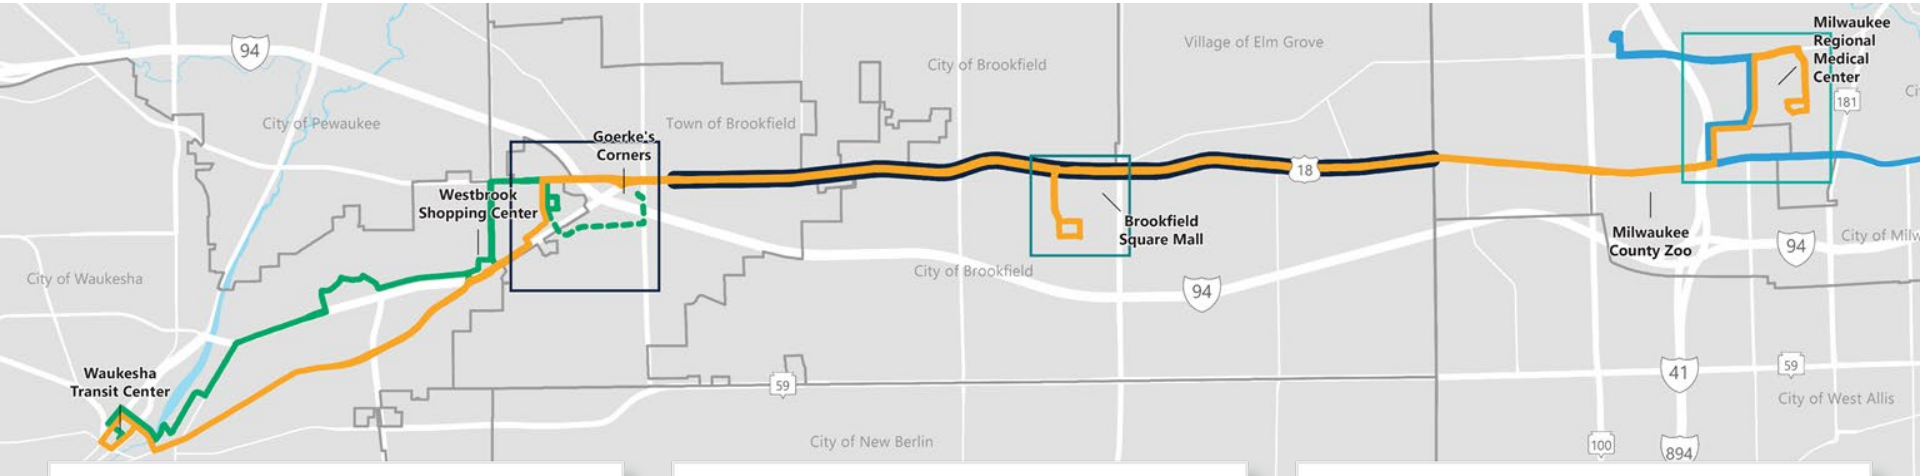 94
City of Pewaukee
City of Waukesha
Waukesha
Transit Center
Westbrook
Shopping Center
Goerke's
Corners
Town of Brookfield
City of Brookfield
Village of Elm Grove
City of Brookfield
59
City of New Berlin
Brookfield
Square Mall
94
18
Milwaukee
County Zoo
Milwaukee
Regional
Medical
Center
181
94
City of Milw
41
59
City of West Allis
100
894
Ci